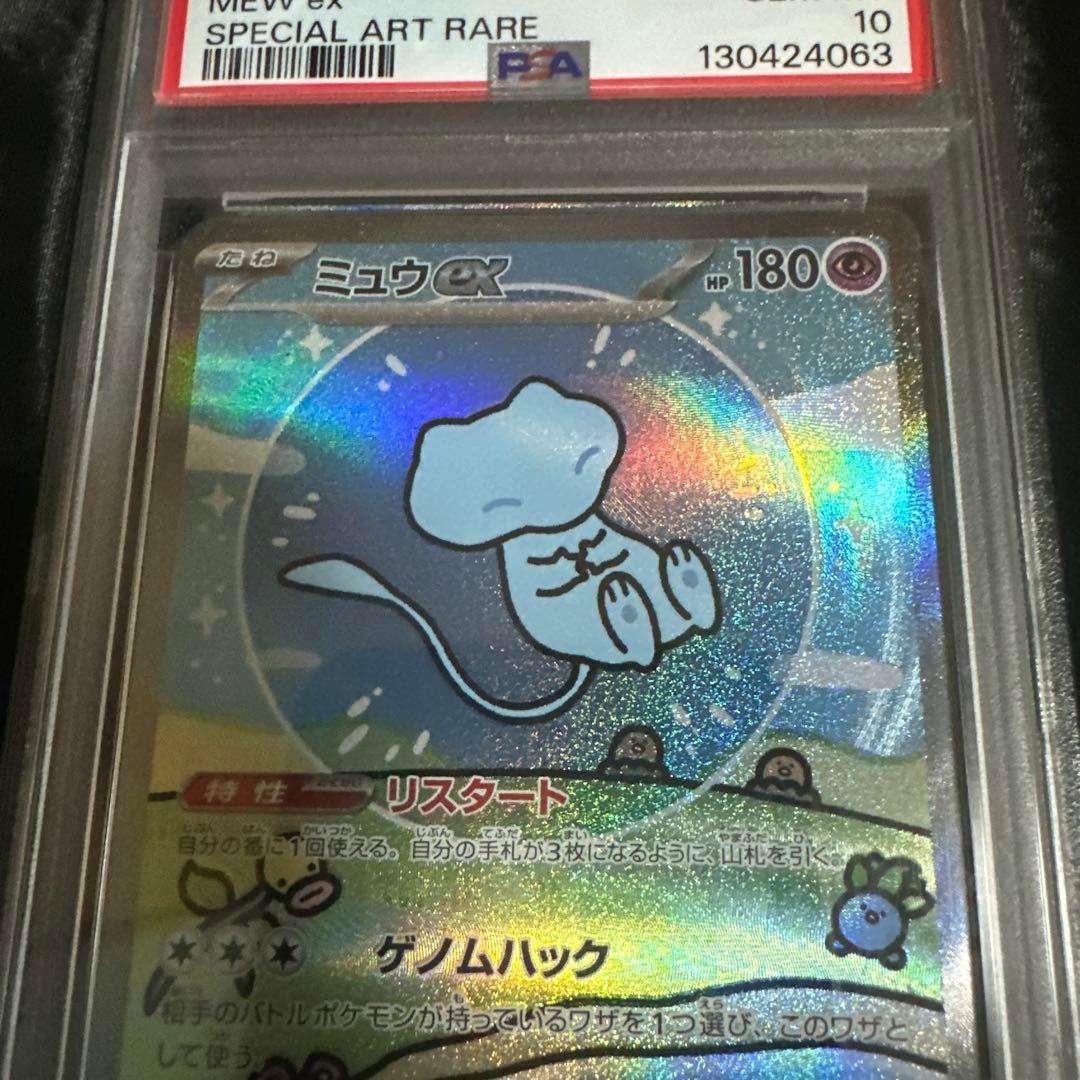 MEW ex
SPECIAL ART RARE
10
PSA
130424063
たね
ミュウex
HP 180
特性
リスタート
自分の番に1回使える。自分の手札が3枚になるように、山札を引く。
ゲノムハック
相手のバトルポケモンが持っているワザを1つ選び、このワザと
して使う